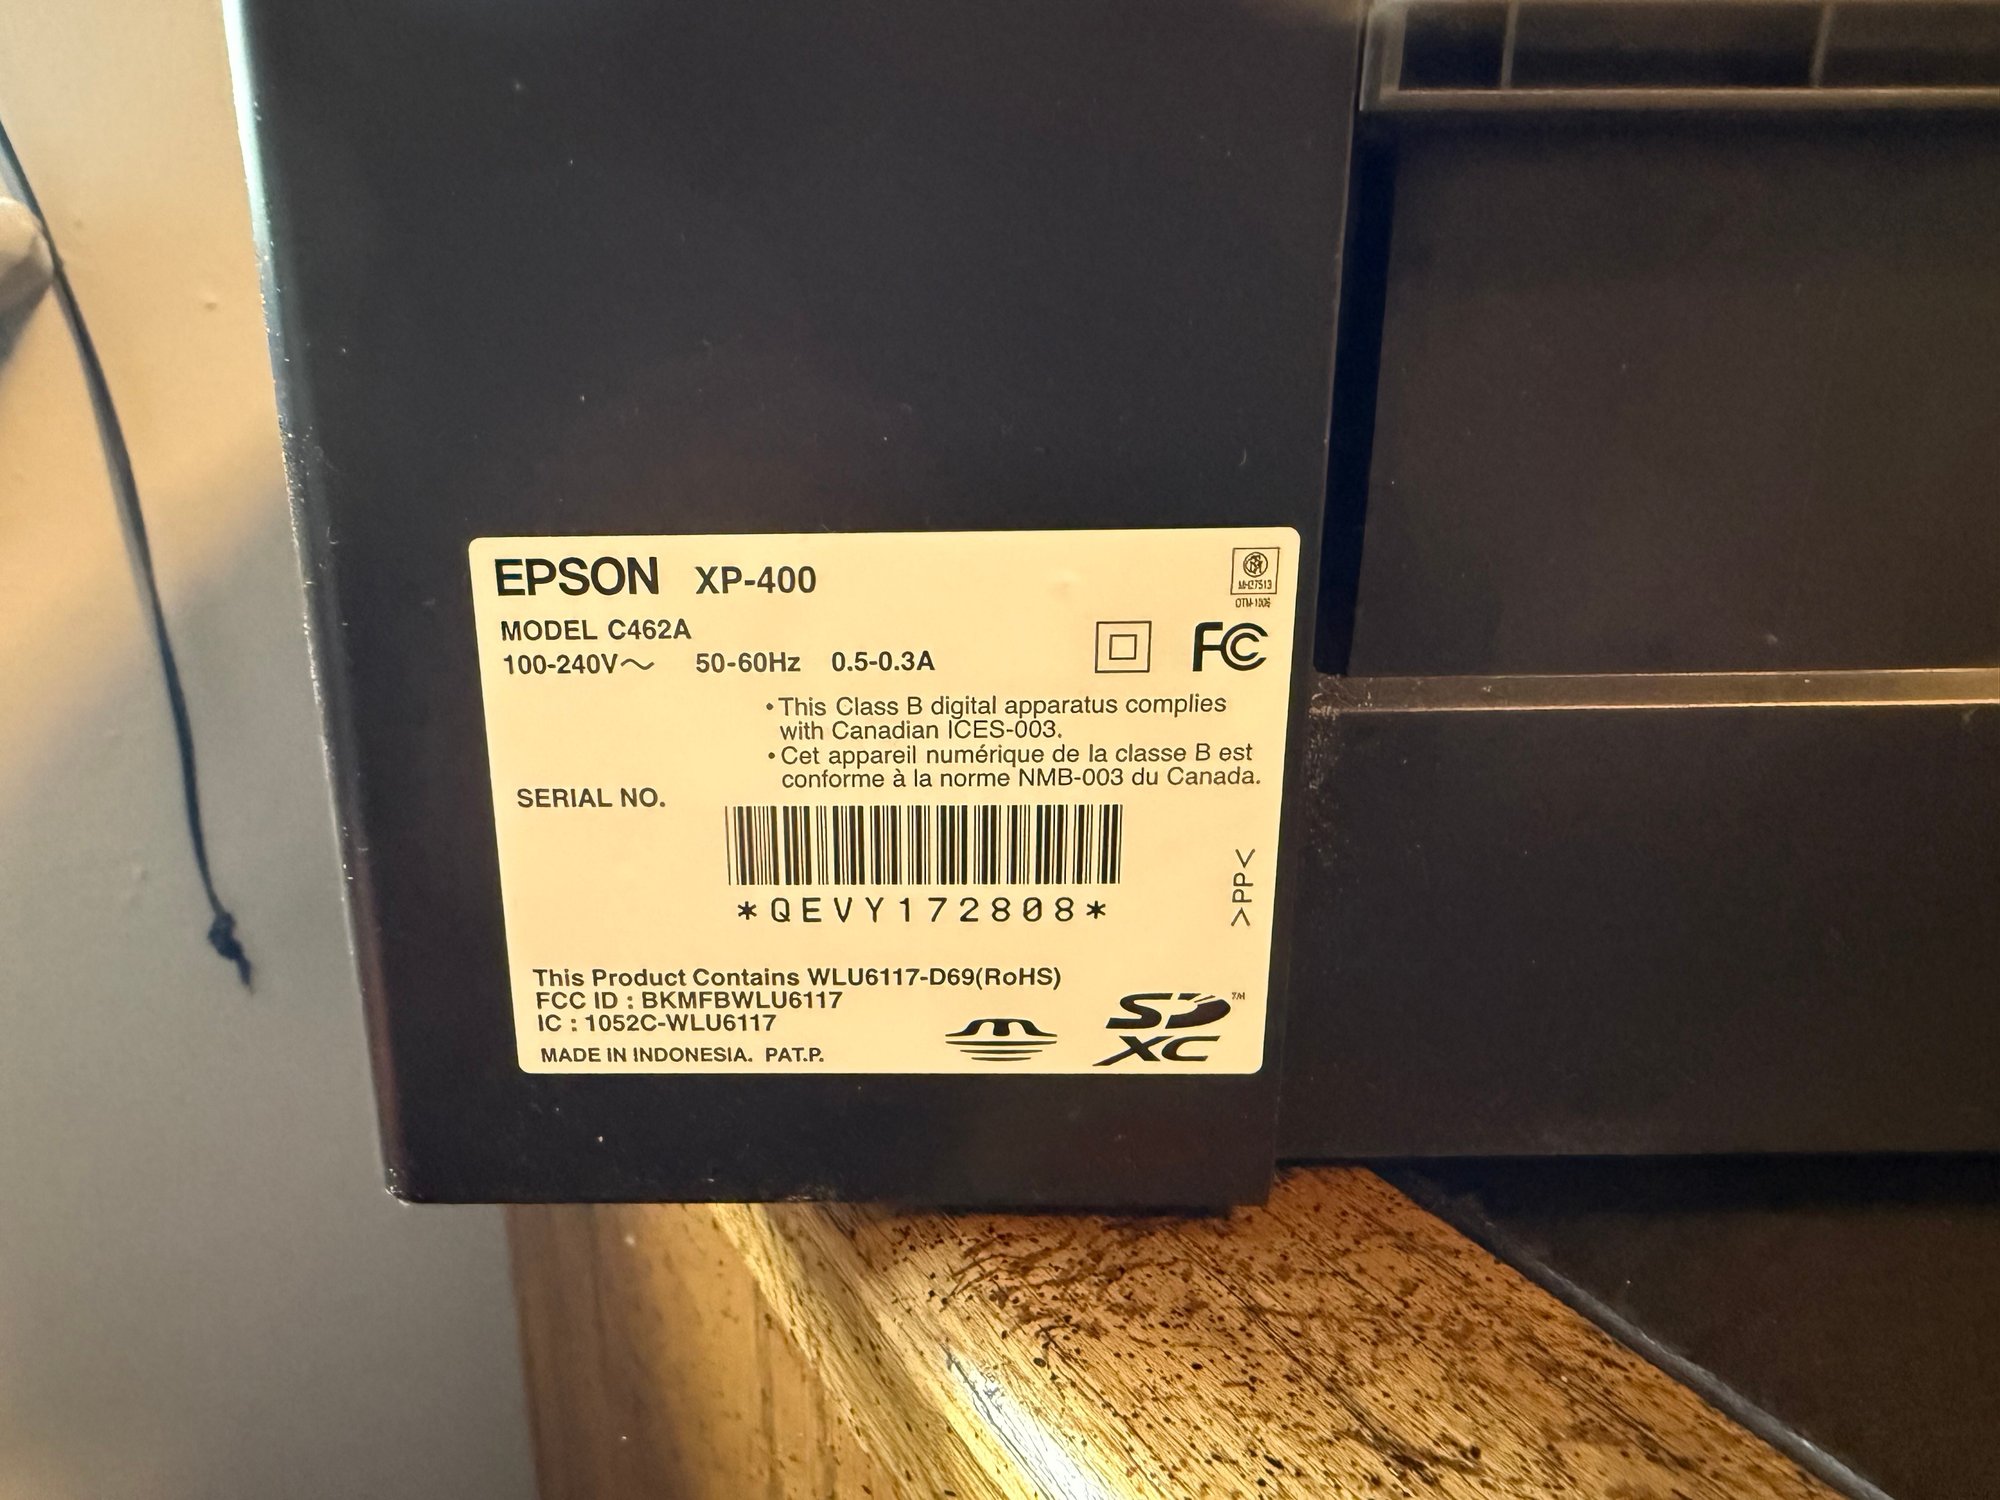 EPSON XP-400
MODEL C462A
100-240V～ 50-60Hz 0.5-0.3A
FC
•This Class B digital apparatus complies
with Canadian ICES-003.
•Cet appareil numérique de la classe B est
conforme à la norme NMB-003 du Canada.
SERIAL NO.
*QEVY172808*
>PP<
This Product Contains WLU6117-D69(RoHS)
FCC ID : BKMFBWLU6117
IC : 1052C-WLU6117
MADE IN INDONESIA. PAT.P.
SD™
XC